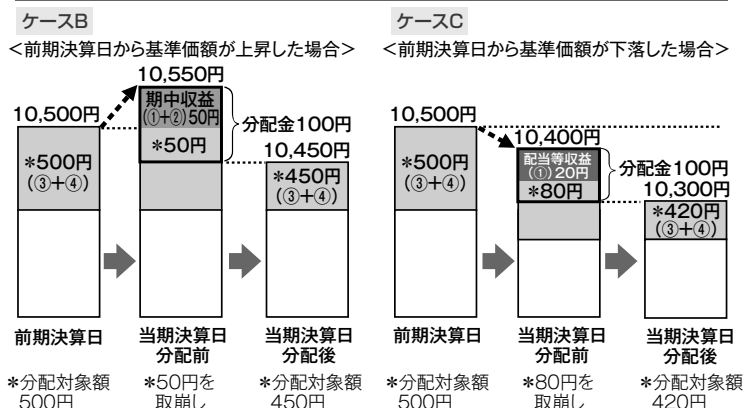 ケースB
<前期決算日から基準価額が上昇した場合>
10,550円
10,500円
期中収益
(①+②)50円
*50円
分配金100円
10,450円
*500円
(③+④)
*450円
(③+④)
前期決算日
当期決算日
分配前
当期決算日
分配後
*分配対象額
500円
*50円を
取崩し
*分配対象額
450円
ケースC
<前期決算日から基準価額が下落した場合>
10,500円
10,400円
配当等収益
(①)20円
*80円
分配金100円
10,300円
*500円
(③+④)
*420円
(③+④)
前期決算日
当期決算日
分配前
当期決算日
分配後
*分配対象額
500円
*80円を
取崩し
*分配対象額
420円